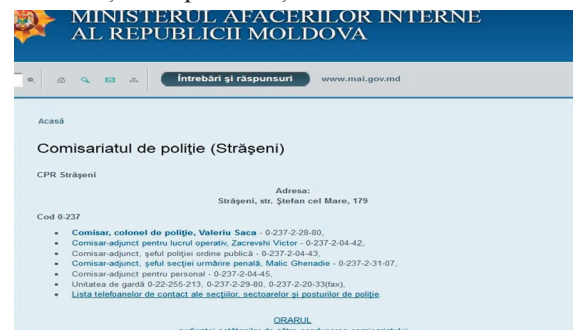 MINISTERUL AFACERILOR INTERNE
AL REPUBLICII MOLDOVA
Întrebări şi răspunsuri
www.mai.gov.md
Acasă
Comisariatul de poliţie (Străşeni)
CPR Străşeni
Adresa:
Străşeni, str. Ştefan cel Mare, 179
Cod 0-237
Comisar, colonel de poliţie, Valeriu Saca - 0-237-2-28-80,
Comisar-adjunct pentru lucrul operativ, Zacrevshi Victor - 0-237-2-04-42,
Comisar-adjunct, şeful poliţiei ordine publică - 0-237-2-04-43,
Comisar-adjunct, şeful secţiei urmărire penală, Malic Ghenadie - 0-237-2-31-07,
Comisar-adjunct pentru personal - 0-237-2-04-45,
Unitatea de gardă 0-22-255-213, 0-237-2-29-80, 0-237-2-20-33(fax),
Lista telefoanelor de contact ale secţiilor, sectoarelor şi posturilor de poliţie.
ORARUL